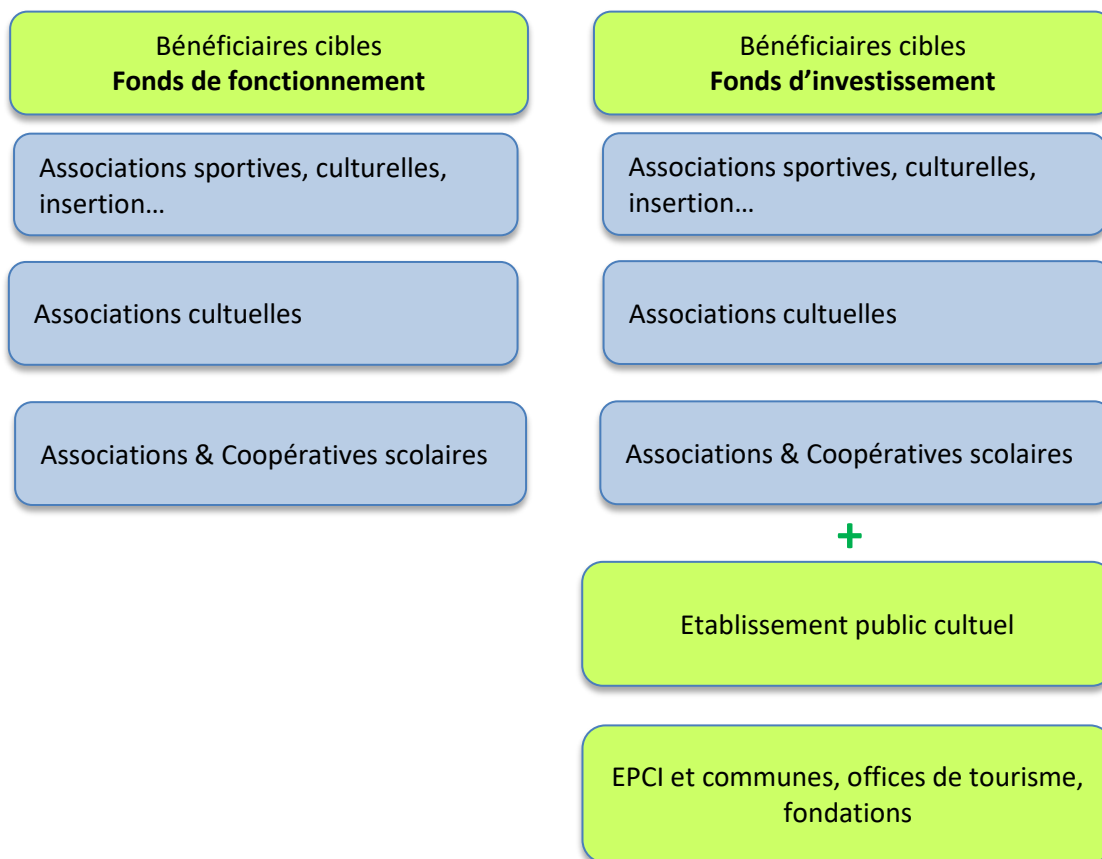 Bénéficiaires cibles
Fonds de fonctionnement
Associations sportives, culturelles,
insertion…
Associations cultuelles
Associations & Coopératives scolaires
Bénéficiaires cibles
Fonds d’investissement
Associations sportives, culturelles,
insertion…
Associations cultuelles
Associations & Coopératives scolaires
+
Etablissement public cultuel
EPCI et communes, offices de tourisme,
fondations